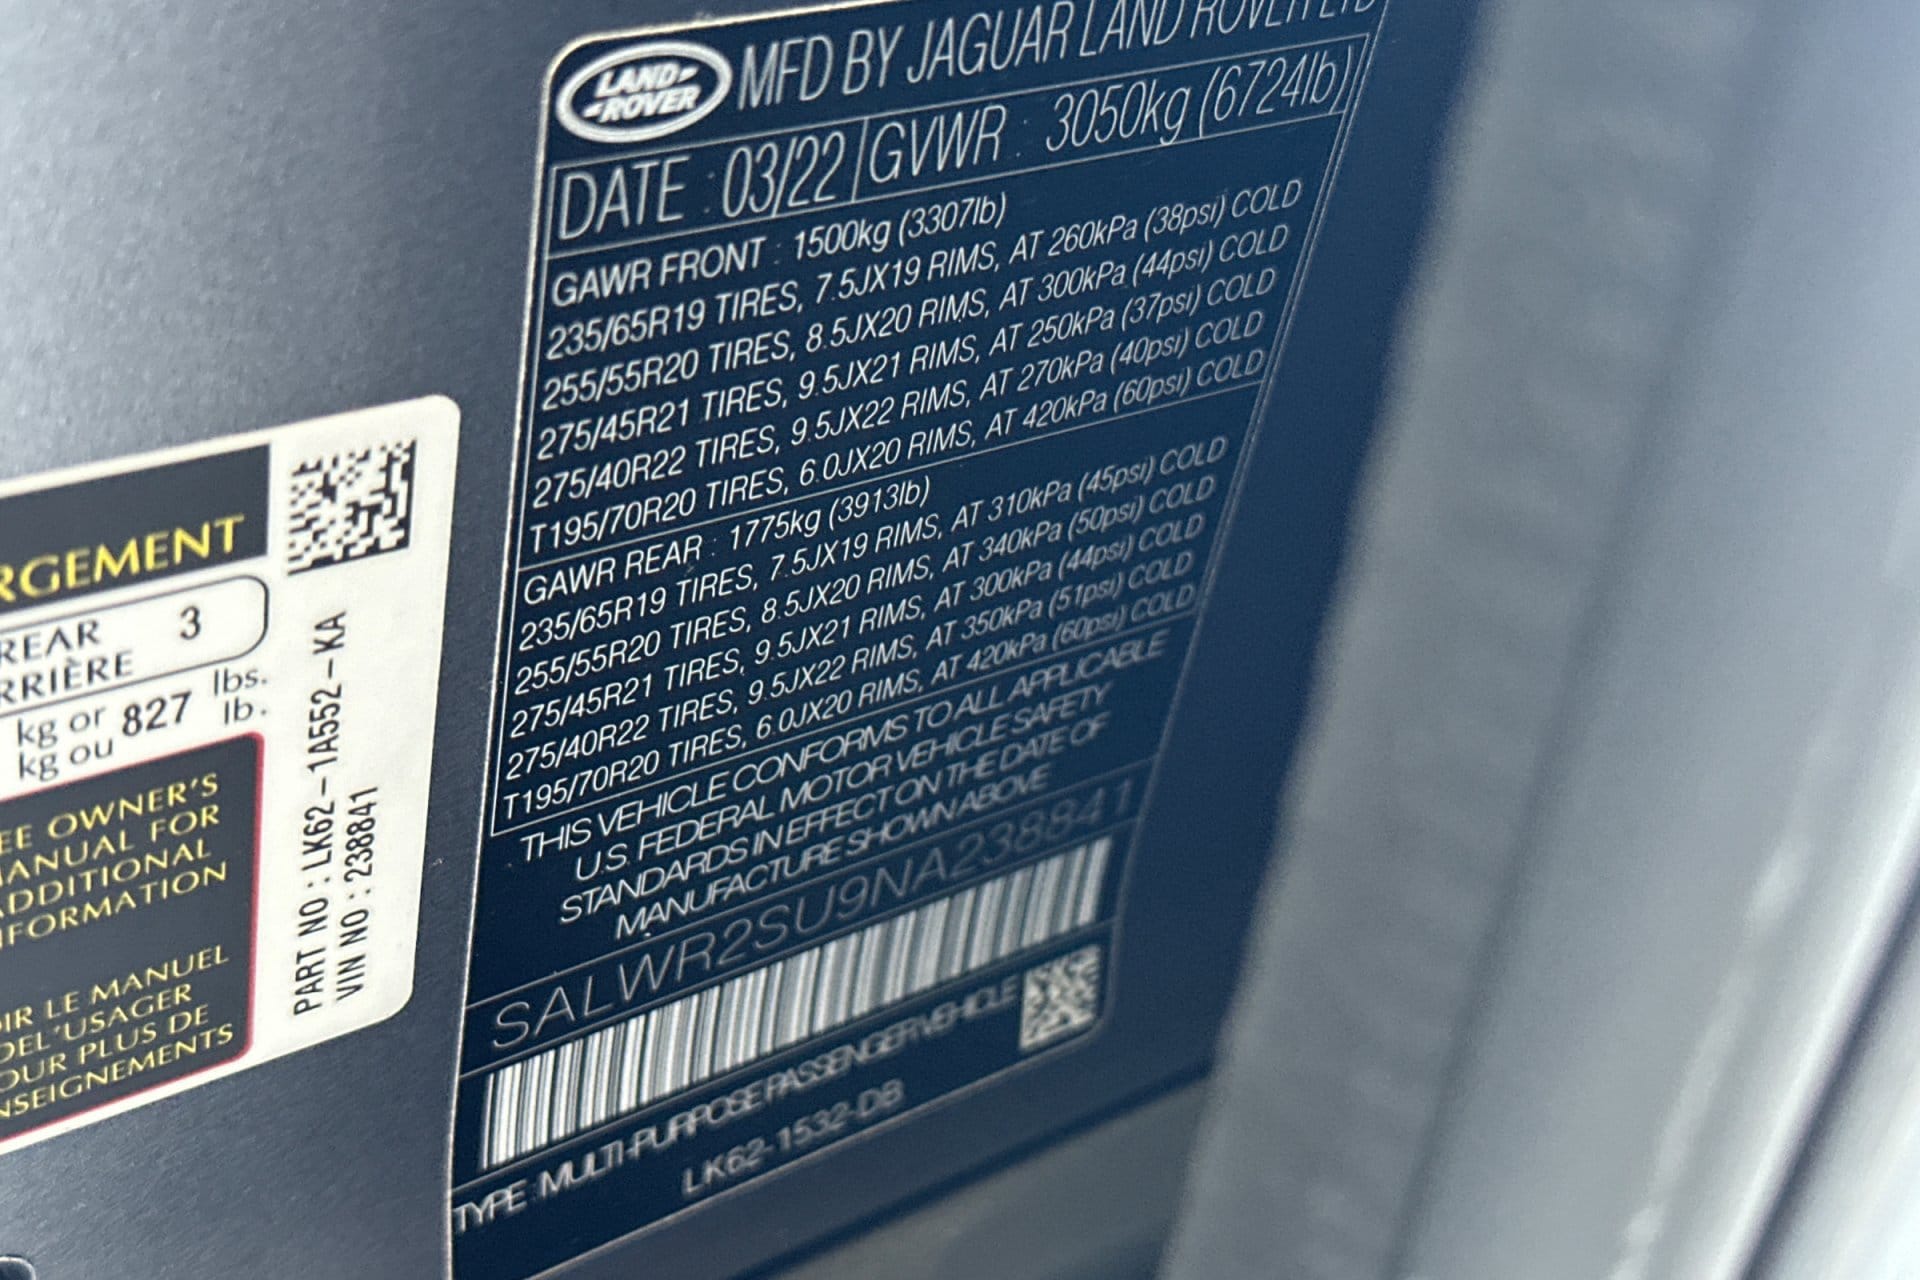 LAND-
-ROVER
MFD BY JAGUAR LAND ROVER LTD
DATE : 03/22 GVWR : 3050kg (6724lb)
GAWR FRONT : 1500kg (3307lb)
235/65R19 TIRES, 7.5JX19 RIMS, AT 260kPa (38psi) COLD
255/55R20 TIRES, 8.5JX20 RIMS, AT 300kPa (44psi) COLD
275/45R21 TIRES, 9.5JX21 RIMS, AT 250kPa (37psi) COLD
275/40R22 TIRES, 9.5JX22 RIMS, AT 270kPa (40psi) COLD
T195/70R20 TIRES, 6.0JX20 RIMS, AT 420kPa (60psi) COLD
GAWR REAR : 1775kg (3913lb)
235/65R19 TIRES, 7.5JX19 RIMS, AT 310kPa (45psi) COLD
255/55R20 TIRES, 8.5JX20 RIMS, AT 340kPa (50psi) COLD
275/45R21 TIRES, 9.5JX21 RIMS, AT 300kPa (44psi) COLD
275/40R22 TIRES, 9.5JX22 RIMS, AT 350kPa (51psi) COLD
T195/70R20 TIRES, 6.0JX20 RIMS, AT 420kPa (60psi) COLD
THIS VEHICLE CONFORMS TO ALL APPLICABLE
U.S. FEDERAL MOTOR VEHICLE SAFETY
STANDARDS IN EFFECT ON THE DATE OF
MANUFACTURE SHOWN ABOVE
SALWR2SU9NA238841
TYPE : MULTI-PURPOSE PASSENGER VEHICLE
LK62-1532-DB
RGEMENT
REAR 3
RRIÈRE
kg or 827 lbs.
kg ou lb.
EE OWNER'S
MANUAL FOR
ADDITIONAL
NFORMATION
IR LE MANUEL
DEL'USAGER
OUR PLUS DE
NSEIGNEMENTS
PART NO : LK62-1A552-KA
VIN NO : 238841